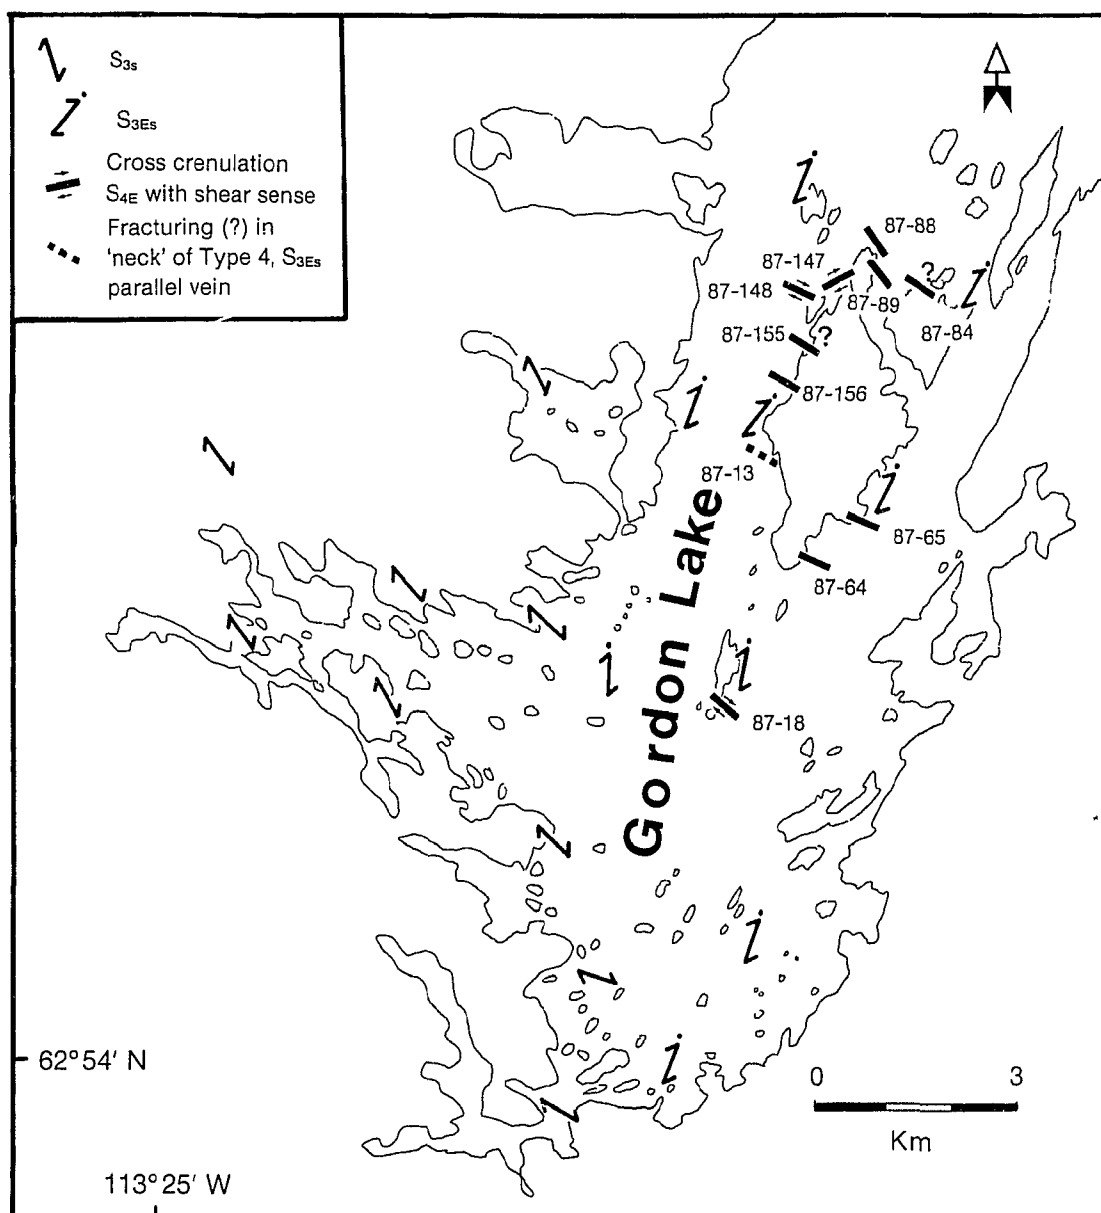 S3s
S3Es
Cross crenulation
S4E with shear sense
Fracturing (?) in
'neck' of Type 4, S3Es
parallel vein
87-88
87-147
?
87-148
87-89
87-84
87-155
?
87-156
87-13
87-65
87-64
Gordon Lake
87-18
62°54' N
0 3
Km
113°25' W